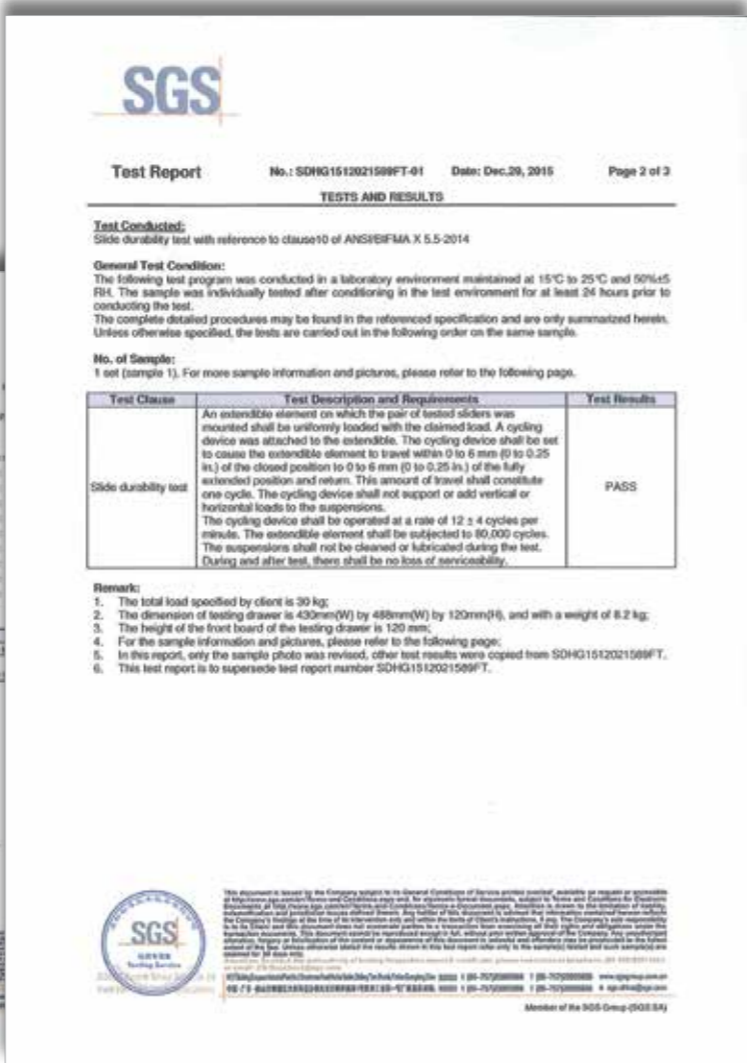 SGS
Test Report No.: SDHG1512021589FT-01 Date: Dec.29, 2015 Page 2 of 3
TESTS AND RESULTS
Test Conducted:
Slide durability test with reference to clause10 of ANSI/BIFMA X 5.5-2014
General Test Condition:
The following test program was conducted in a laboratory environment maintained at 15°C to 25°C and 50%±5
RH. The sample was individually tested after conditioning in the test environment for at least 24 hours prior to
conducting the test.
The complete detailed procedures may be found in the referenced specification and are only summarized herein.
Unless otherwise specified, the tests are carried out in the following order on the same sample.
No. of Sample:
1 set (sample 1). For more sample information and pictures, please refer to the following page.
Test Clause Test Description and Requirements Test Results
An extendible element on which the pair of tested sliders was
mounted shall be uniformly loaded with the claimed load. A cycling
device was attached to the extendible. The cycling device shall be set
to cause the extendible element to travel within 0 to 6 mm (0 to 0.25
in.) of the closed position to 0 to 6 mm (0 to 0.25 in.) of the fully
extended position and return. This amount of travel shall constitute
one cycle. The cycling device shall not support or add vertical or
horizontal loads to the suspensions.
The cycling device shall be operated at a rate of 12 ± 4 cycles per
minute. The extendible element shall be subjected to 80,000 cycles.
The suspensions shall not be cleaned or lubricated during the test.
During and after test, there shall be no loss of serviceability.
Slide durability test
PASS
Remark:
1. The total load specified by client is 30 kg;
2. The dimension of testing drawer is 430mm(W) by 488mm(W) by 120mm(H), and with a weight of 8.2 kg;
3. The height of the front board of the testing drawer is 120 mm;
4. For the sample information and pictures, please refer to the following page;
5. In this report, only the sample photo was revised, other test results were copied from SDHG1512021589FT.
6. This test report is to supersede test report number SDHG1512021589FT.
SGS
Testing Service
Member of the SGS Group (SGS SA)